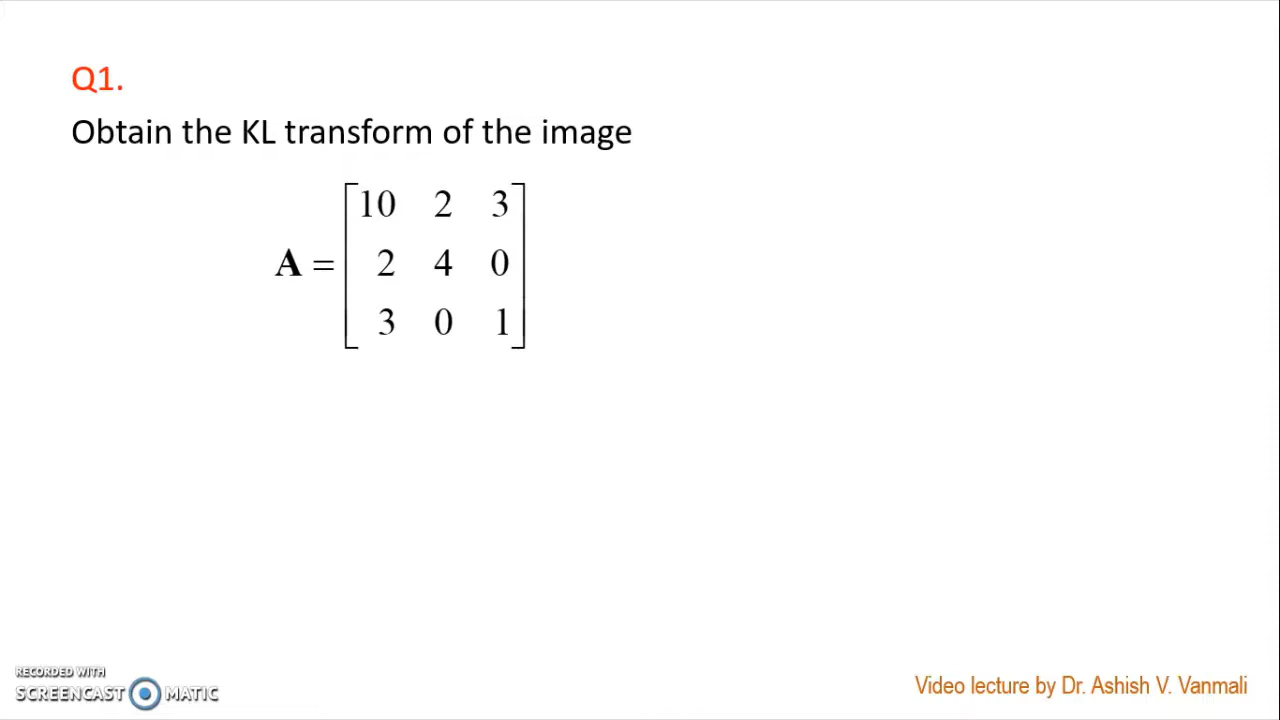 Q1.
Obtain the KL transform of the image
10 2 3
A = 2 4 0
3 0 1
RECORDED WITH
SCREENCAST MATIC
Video lecture by Dr. Ashish V. Vanmali